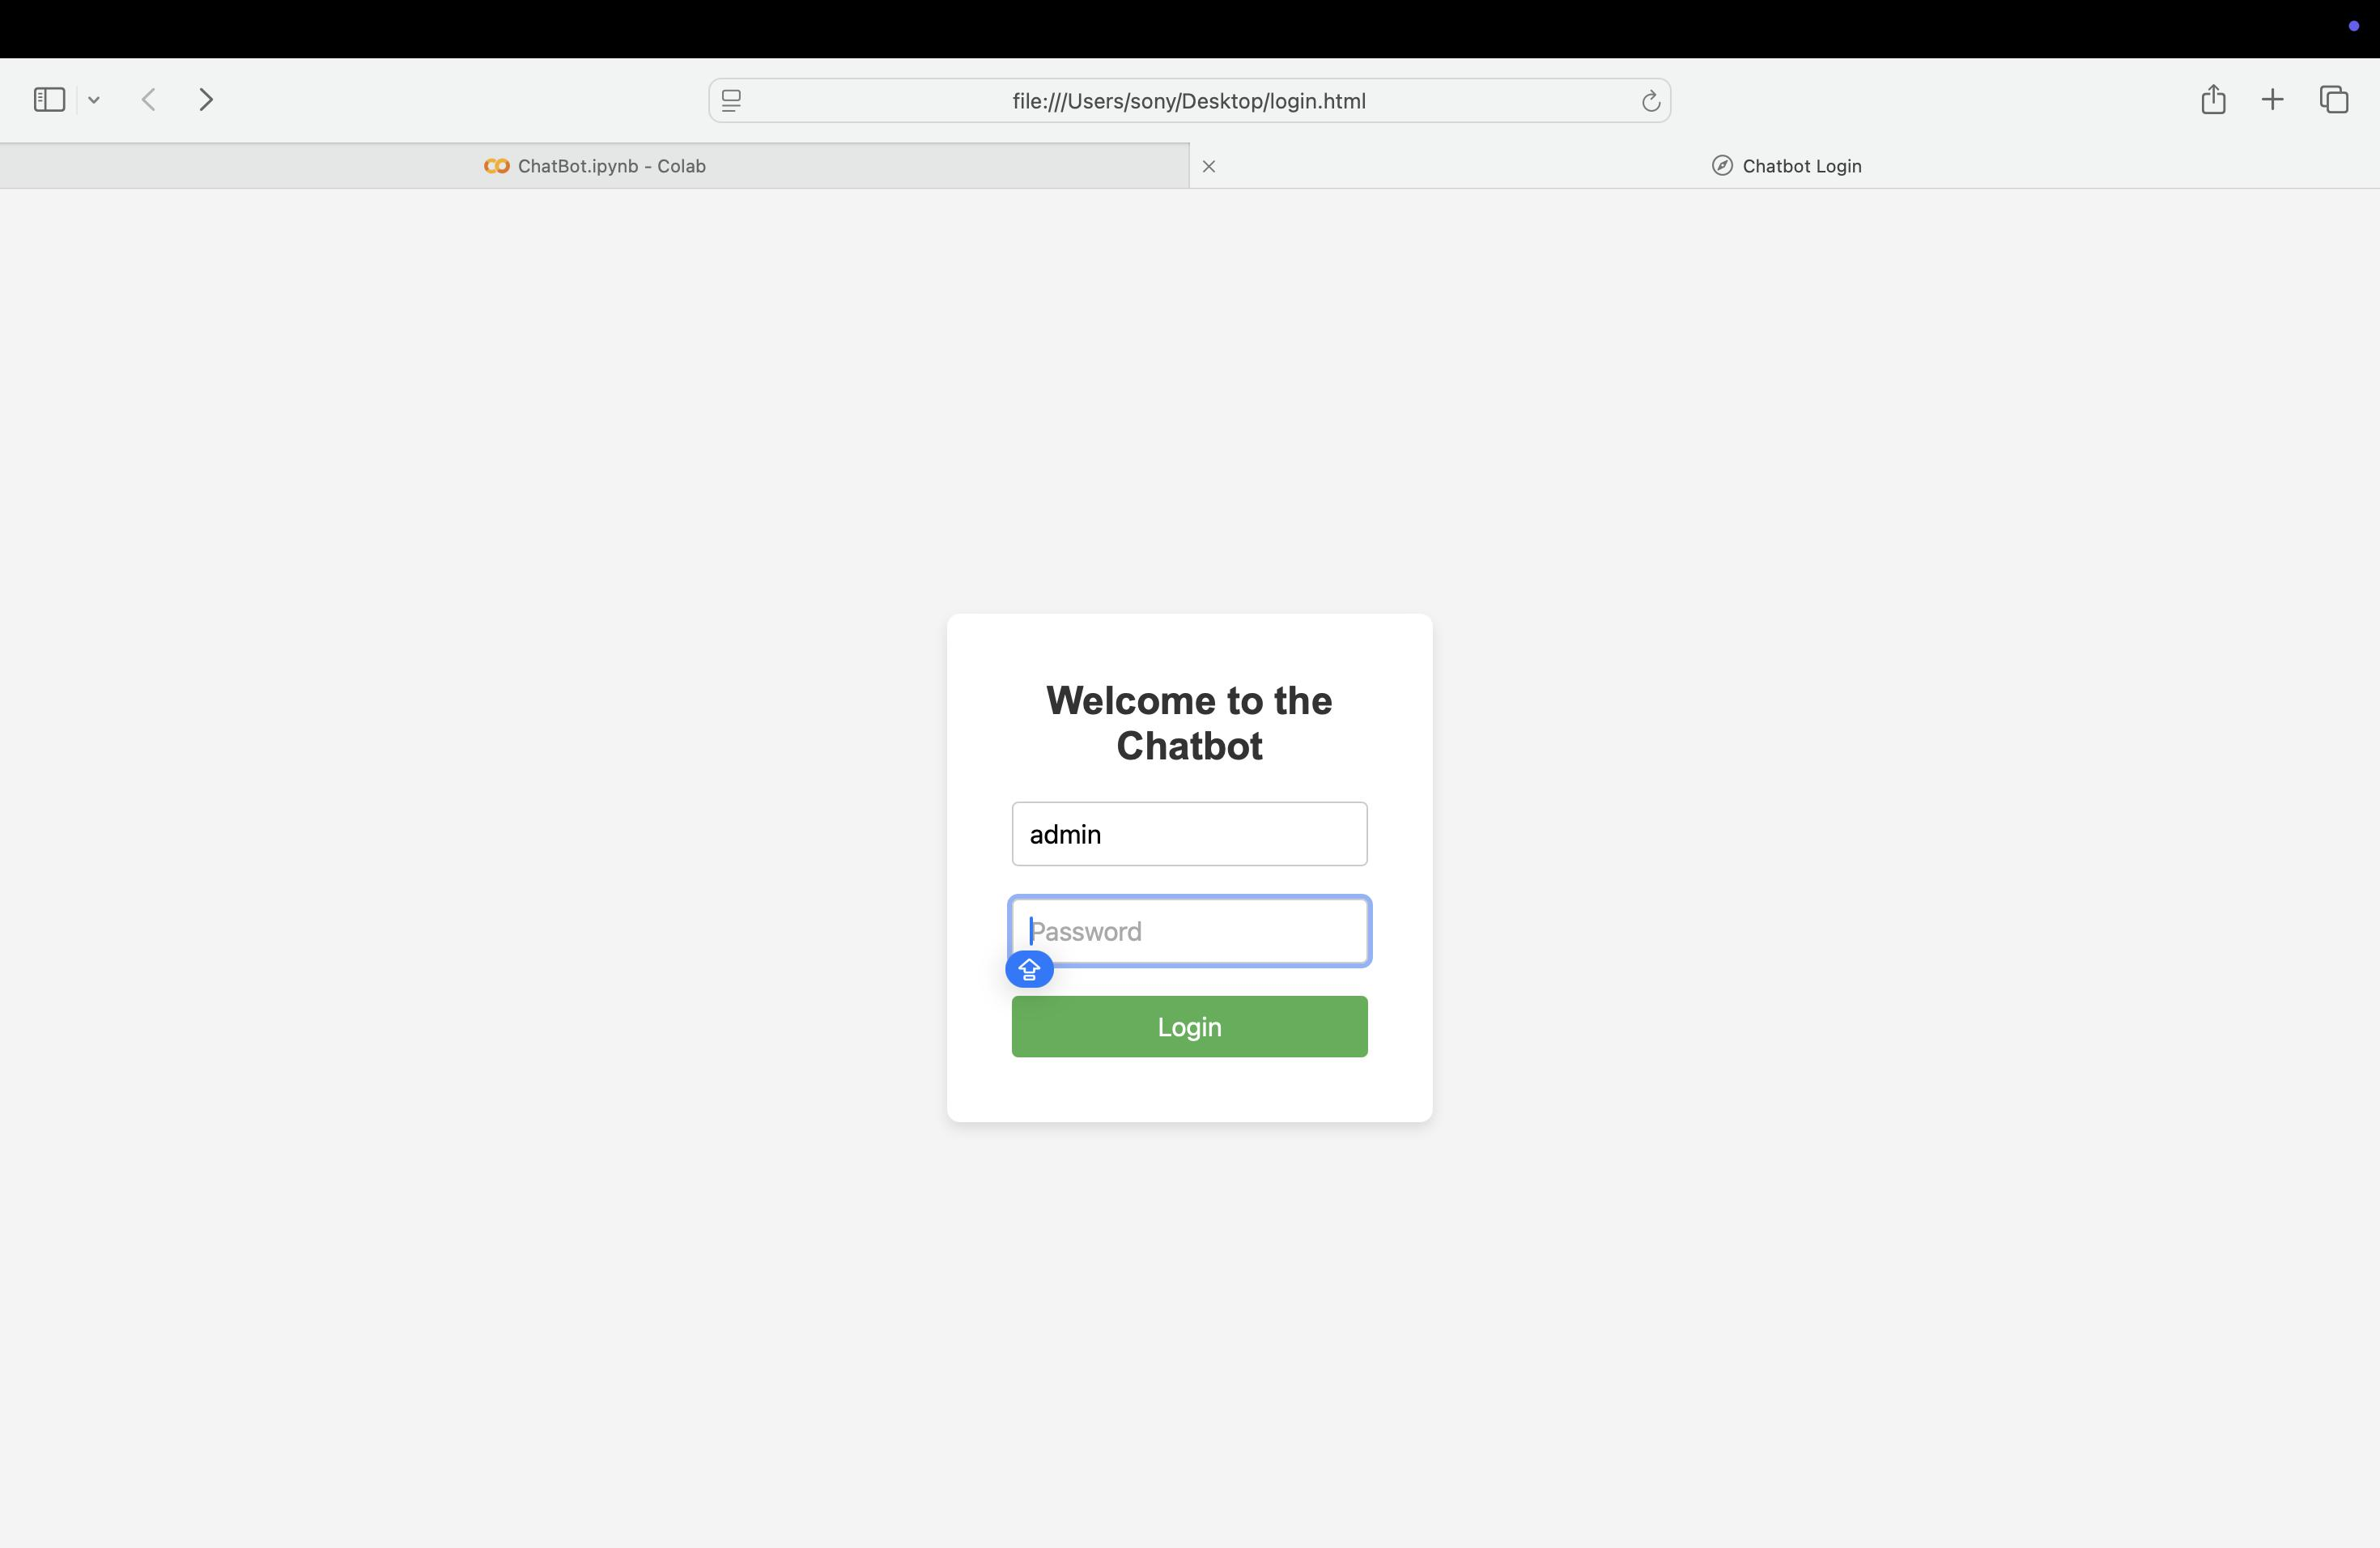 file:///Users/sony/Desktop/login.html
ChatBot.ipynb - Colab
Chatbot Login
Welcome to the
Chatbot
admin
Password
Login